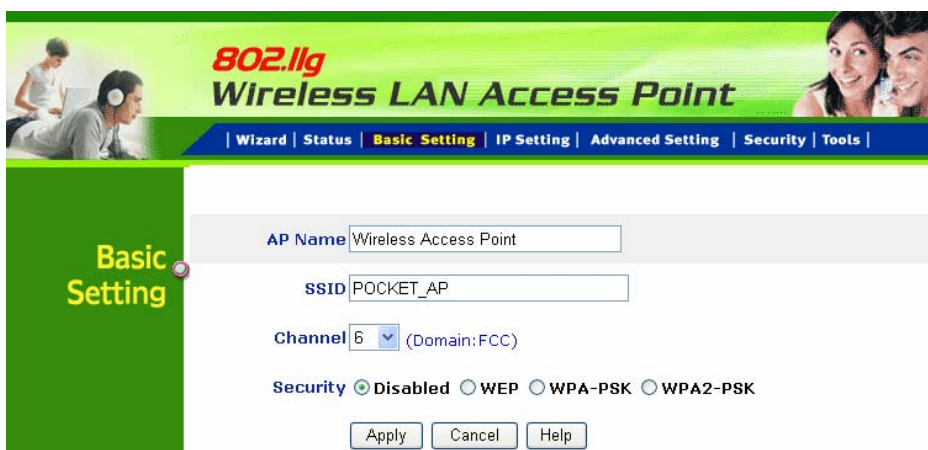 802.11g
Wireless LAN Access Point
| Wizard | Status | Basic Setting | IP Setting | Advanced Setting | Security | Tools |
Basic Setting
AP Name Wireless Access Point
SSID POCKET_AP
Channel 6 (Domain:FCC)
Security Disabled WEP WPA-PSK WPA2-PSK
Apply Cancel Help